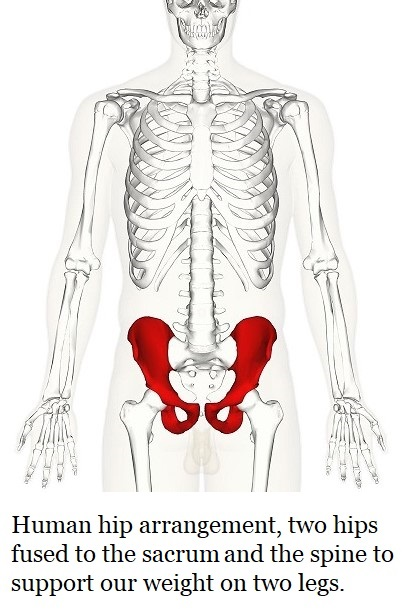 Human hip arrangement, two hips
fused to the sacrum and the spine to
support our weight on two legs.